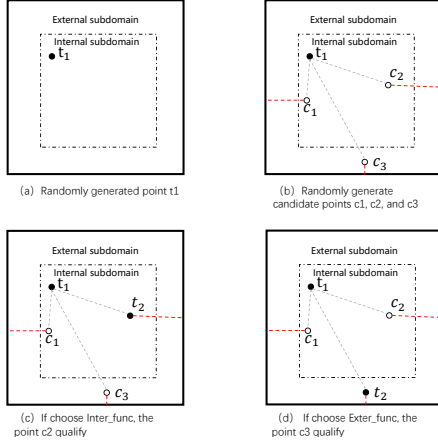 External subdomain
Internal subdomain
t₁
(a) Randomly generated point t1
External subdomain
Internal subdomain
t₁
c₂
c₁
c₃
(b) Randomly generate
candidate points c1, c2, and c3
External subdomain
Internal subdomain
t₁
t₂
c₁
c₃
(c) If choose Inter_func, the
point c2 qualify
External subdomain
Internal subdomain
t₁
c₂
c₁
t₂
(d) If choose Exter_func, the
point c3 qualify